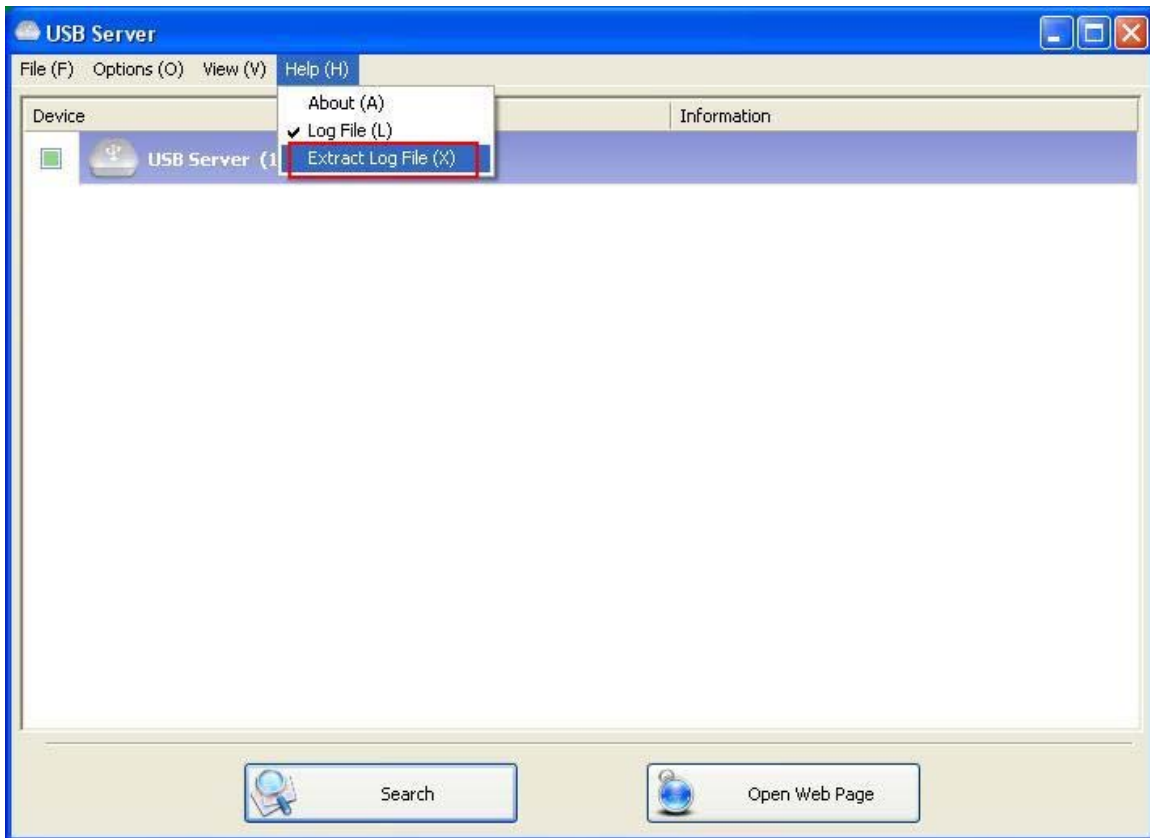 USB Server
File (F) Options (O) View (V) Help (H)
Device Information
About (A)
Log File (L)
USB Server (1
Extract Log File (X)
Search
Open Web Page